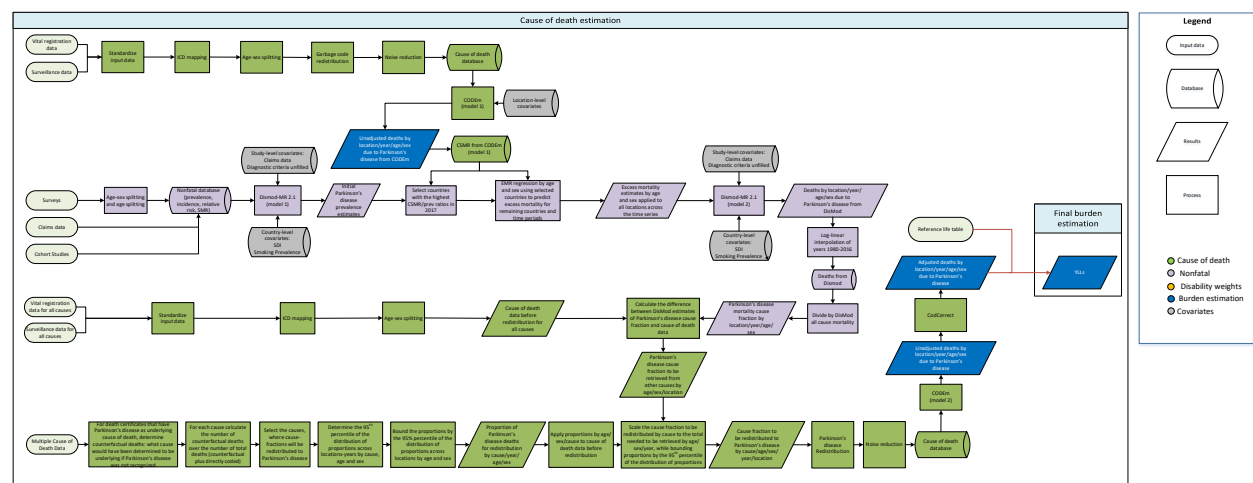 Cause of death estimation
Vital registration
data
Surveillance data
Standardize
input data
ICD mapping
Age-sex splitting
Garbage code
redistribution
Noise reduction
Cause of death
database
CODEm
(model 1)
Location-level
covariates
Unadjusted deaths by
location/year/age/sex
due to Parkinson's
disease from CODEm
CSMR from CODEm
(model 1)
Study-level covariates:
Claims data
Diagnostic criteria unfilled
Surveys
Claims data
Cohort Studies
Age-sex splitting
and age splitting
Nonfatal database
(prevalence,
incidence, relative
risk, SMR)
Dismod-MR 2.1
(model 1)
Country-level
covariates:
SDI
Smoking Prevalence
Initial
Parkinson's
disease
prevalence estimates
Select countries
with the highest
CSMR/prev ratios in
2017
EMR regression by age
and sex using selected
countries to predict
excess mortality for
remaining countries and
time periods
Excess mortality
estimates by age
and sex applied to
all locations across
the time series
Study-level covariates:
Claims data
Diagnostic criteria unfilled
Dismod-MR 2.1
(model 2)
Country-level
covariates:
SDI
Smoking Prevalence
Deaths by location/year/
age/sex due to
Parkinson's disease from
DisMod
Log-linear
interpolation of
years 1980-2016
Deaths from
Dismod
Divide by DisMod
all cause mortality
Parkinson's disease
mortality cause
fraction by
location/year/age/
sex
Vital registration
data for all causes
Surveillance data for
all causes
Standardize
input data
ICD mapping
Age-sex splitting
Cause of death
data before
redistribution for
all causes
Calculate the difference
between DisMod estimates
of Parkinson's disease cause
fraction and cause of death
data
Parkinson's
disease cause
fraction to be
retrieved from
other causes by
age/sex/location
Multiple Cause of
Death Data
For death certificates that have
Parkinson's disease as underlying
cause of death, determine
counterfactual deaths: what cause
would have been determined to be
underlying if Parkinson's disease
was not recognized
For each cause calculate
the number of
counterfactual deaths
over the number of total
deaths (counterfactual
plus directly coded)
Select the causes,
where cause-
fractions will be
redistributed to
Parkinson's disease
Determine the 95th
percentile of the
distribution of
proportions across
locations-years by cause,
age and sex
Bound the proportions by
the 95% percentile of the
distribution of
proportions across
locations by age and sex
Proportion of
Parkinson's
disease deaths
for redistribution
by cause/year/
age/sex
Apply proportions by age/
sex/cause to cause of
death data before
redistribution
Scale the cause fraction to be
redistributed by cause to the total
needed to be retrieved by age/
sex/year, while bounding
proportions by the 95th percentile
of the distribution of proportions
Cause fraction
to be
redistributed to
Parkinson's disease
by
cause/age/sex/
year/location
Parkinson's
disease
Redistribution
Noise reduction
Cause of death
database
CODEm
(model 2)
Unadjusted deaths by
location/year/age/sex
due to Parkinson's
disease
CodCorrect
Adjusted deaths by
location/year/age/sex
due to Parkinson's
disease
Reference life table
Final burden
estimation
YLLs
Legend
Input data
Database
Results
Process
Cause of death
Nonfatal
Disability weights
Burden estimation
Covariates